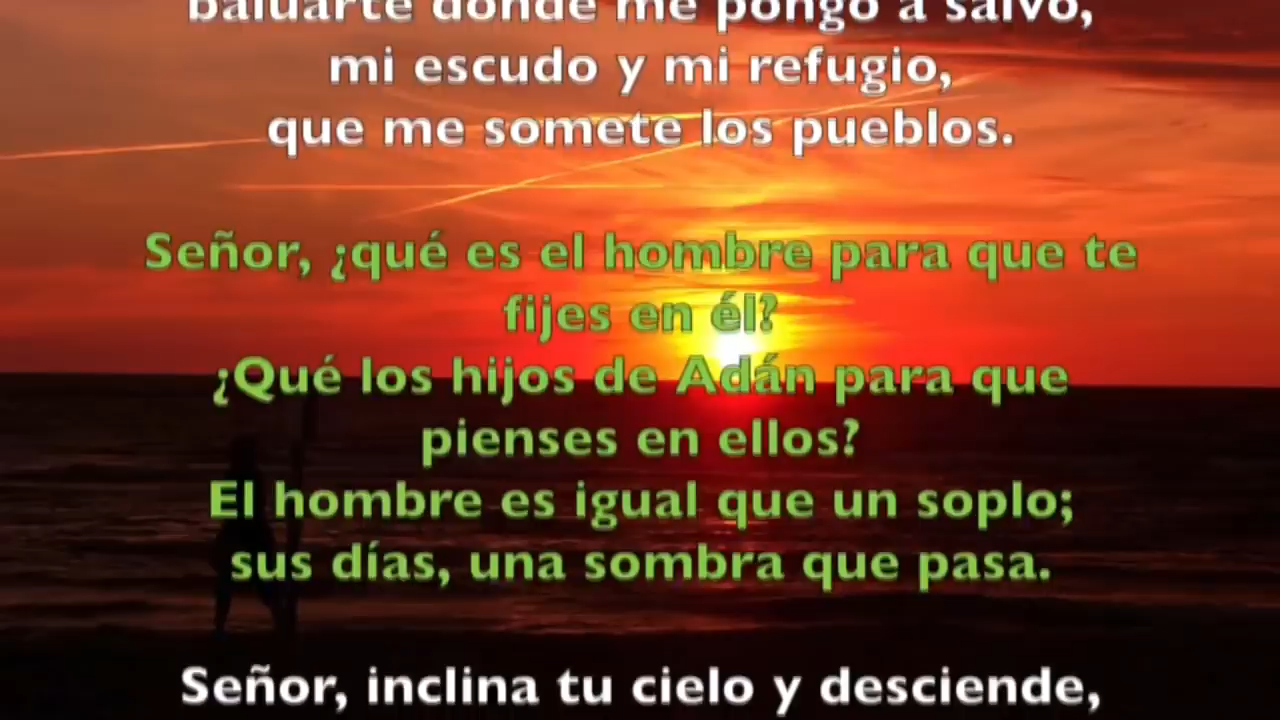 baluarte donde me pongo a salvo,
mi escudo y mi refugio,
que me somete los pueblos.
Señor, ¿qué es el hombre para que te
fijes en él?
¿Qué los hijos de Adán para que
pienses en ellos?
El hombre es igual que un soplo;
sus días, una sombra que pasa.
Señor, inclina tu cielo y desciende,